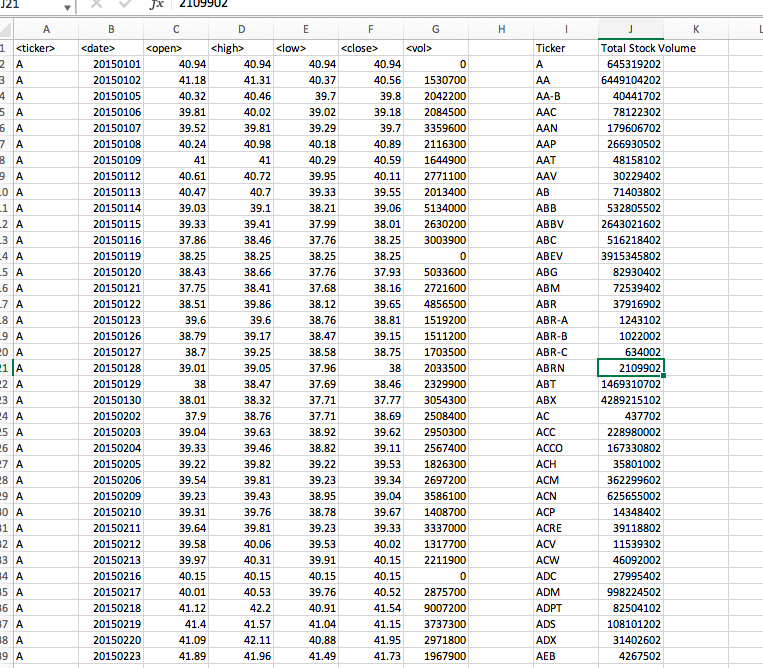 J21 fx 2109902
A B C D E F G H I J K L
1 <ticker> <date> <open> <high> <low> <close> <vol> Ticker Total Stock Volume
2 A 20150101 40.94 40.94 40.94 40.94 0 A 645319202
3 A 20150102 41.18 41.31 40.37 40.56 1530700 AA 6449104202
4 A 20150105 40.32 40.46 39.7 39.8 2042200 AA-B 40441702
5 A 20150106 39.81 40.02 39.02 39.18 2084500 AAC 78122302
6 A 20150107 39.52 39.81 39.29 39.7 3359600 AAN 179606702
7 A 20150108 40.24 40.98 40.18 40.89 2116300 AAP 266930502
8 A 20150109 41 41 40.29 40.59 1644900 AAT 48158102
9 A 20150112 40.61 40.72 39.95 40.11 2771100 AAV 30229402
10 A 20150113 40.47 40.7 39.33 39.55 2013400 AB 71403802
11 A 20150114 39.03 39.1 38.21 39.06 5134000 ABB 532805502
12 A 20150115 39.33 39.41 37.99 38.01 2630200 ABBV 2643021602
13 A 20150116 37.86 38.46 37.76 38.25 3003900 ABC 516218402
14 A 20150119 38.25 38.25 38.25 38.25 0 ABEV 3915345802
15 A 20150120 38.43 38.66 37.76 37.93 5033600 ABG 82930402
16 A 20150121 37.75 38.41 37.68 38.16 2721600 ABM 72539402
17 A 20150122 38.51 39.86 38.12 39.65 4856500 ABR 37916902
18 A 20150123 39.6 39.6 38.76 38.81 1519200 ABR-A 1243102
19 A 20150126 38.79 39.17 38.47 39.15 1511200 ABR-B 1022002
20 A 20150127 38.7 39.25 38.58 38.75 1703500 ABR-C 634002
21 A 20150128 39.01 39.05 37.96 38 2033500 ABRN 2109902
22 A 20150129 38 38.47 37.69 38.46 2329900 ABT 1469310702
23 A 20150130 38.01 38.32 37.71 37.77 3054300 ABX 4289215102
24 A 20150202 37.9 38.76 37.71 38.69 2508400 AC 437702
25 A 20150203 39.04 39.63 38.92 39.62 2950300 ACC 228980002
26 A 20150204 39.33 39.46 38.82 39.11 2567400 ACCO 167330802
27 A 20150205 39.22 39.82 39.22 39.53 1826300 ACH 35801002
28 A 20150206 39.54 39.81 39.23 39.34 2697200 ACM 362299602
29 A 20150209 39.23 39.43 38.95 39.04 3586100 ACN 625655002
30 A 20150210 39.31 39.76 38.78 39.67 1408700 ACP 14348402
31 A 20150211 39.64 39.81 39.23 39.33 3337000 ACRE 39118802
32 A 20150212 39.58 40.06 39.53 40.02 1317700 ACV 11539302
33 A 20150213 39.97 40.31 39.91 40.15 2211900 ACW 46092002
34 A 20150216 40.15 40.15 40.15 40.15 0 ADC 27995402
35 A 20150217 40.01 40.53 39.76 40.52 2875700 ADM 998224502
36 A 20150218 41.12 42.2 40.91 41.54 9007200 ADPT 82504102
37 A 20150219 41.4 41.57 41.04 41.15 3737300 ADS 108101202
38 A 20150220 41.09 42.11 40.88 41.95 2971800 ADX 31402602
39 A 20150223 41.89 41.96 41.49 41.73 1967900 AEB 4267502